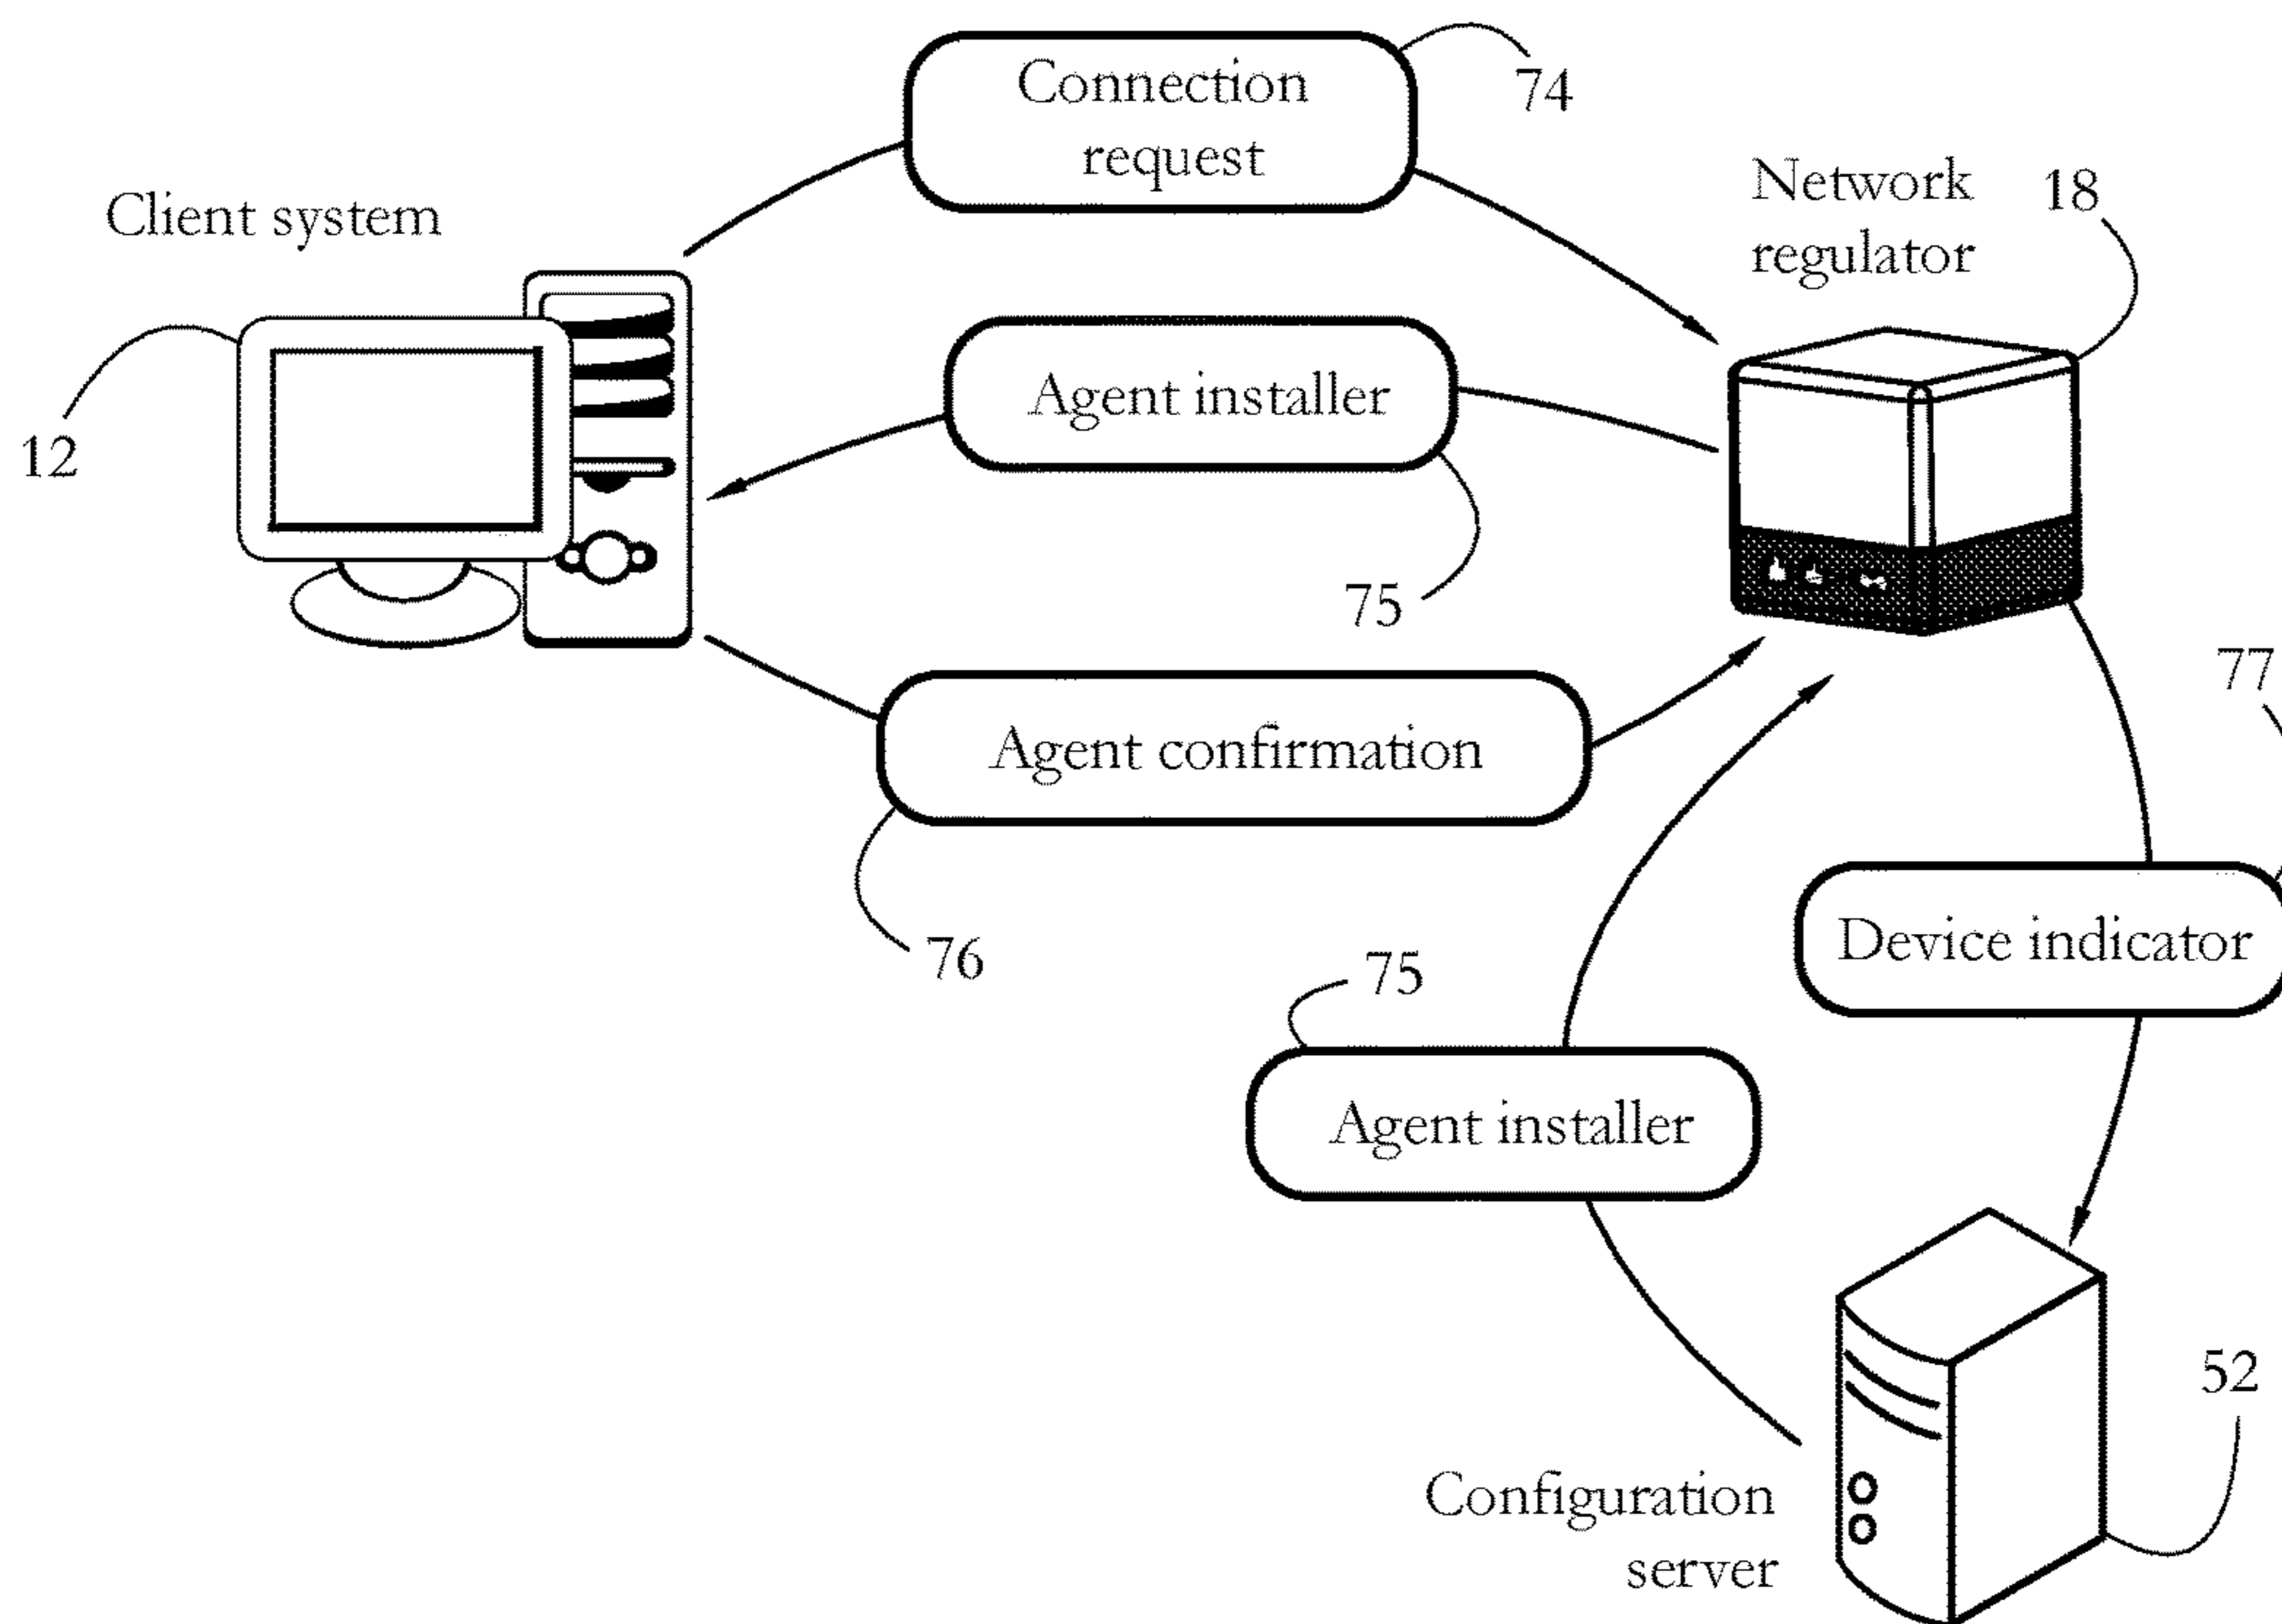 Connection
request
74
Client system
Network
regulator
18
12
Agent installer
75
77
Agent confirmation
76
Device indicator
75
Agent installer
52
Configuration
server